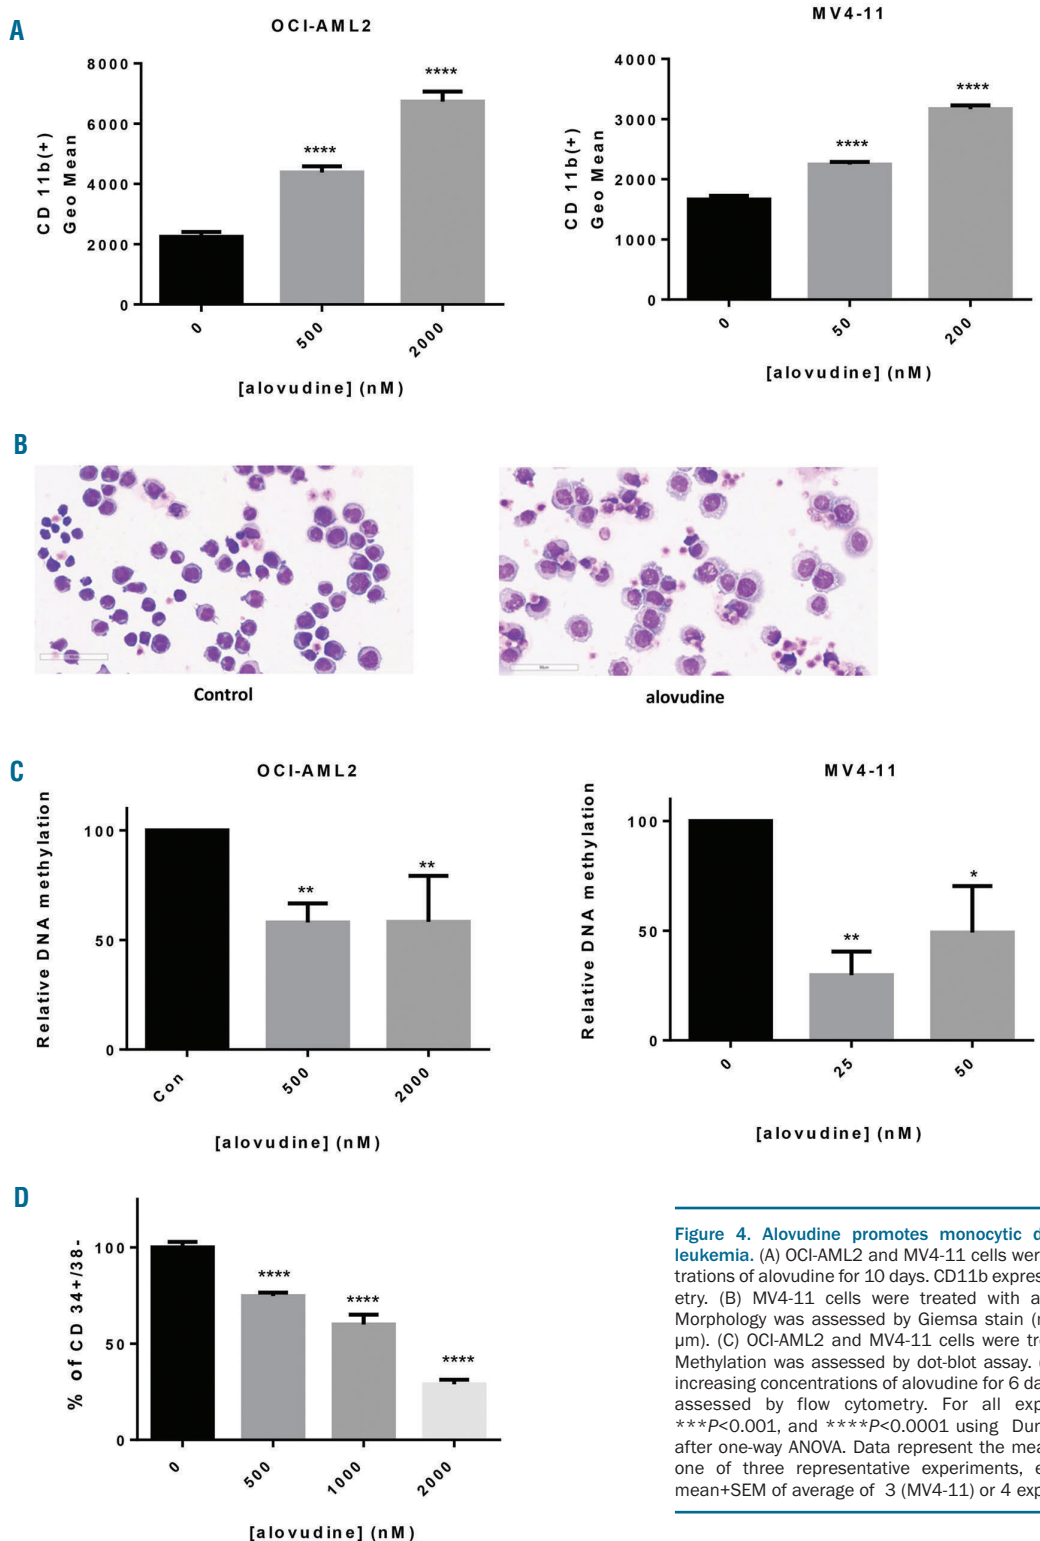 A
OCI-AML2
8000
6000
4000
2000
0
CD 11b(+)
Geo Mean
****
****
0
500
2000
[alovudine] (nM)
MV4-11
4000
3000
2000
1000
0
CD 11b(+)
Geo Mean
****
****
0
50
200
[alovudine] (nM)
B
Control
alovudine
C
OCI-AML2
Relative DNA methylation
100
50
0
**
**
Con
500
2000
[alovudine] (nM)
MV4-11
Relative DNA methylation
100
50
0
**
*
0
25
50
[alovudine] (nM)
D
% of CD 34+/38-
100
50
0
****
****
****
0
500
1000
2000
[alovudine] (nM)
Figure 4. Alovudine promotes monocytic d
leukemia. (A) OCI-AML2 and MV4-11 cells were
trations of alovudine for 10 days. CD11b expres
etry. (B) MV4-11 cells were treated with a
Morphology was assessed by Giemsa stain (m
µm). (C) OCI-AML2 and MV4-11 cells were tre
Methylation was assessed by dot-blot assay. (
increasing concentrations of alovudine for 6 da
assessed by flow cytometry. For all exp
***P<0.001, and ****P<0.0001 using Dun
after one-way ANOVA. Data represent the mea
one of three representative experiments, e
mean+SEM of average of 3 (MV4-11) or 4 exp